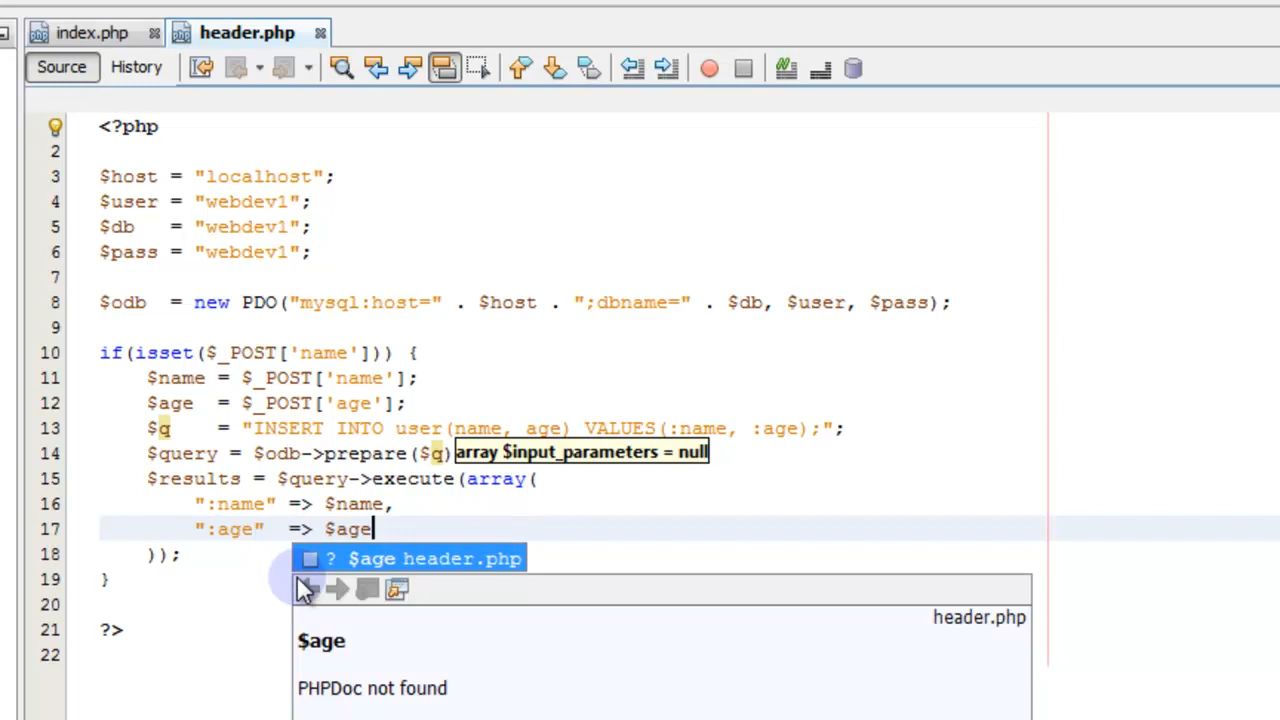 index.php header.php
Source History
<?php
2
3 $host = "localhost";
4 $user = "webdev1";
5 $db   = "webdev1";
6 $pass = "webdev1";
7
8 $odb  = new PDO("mysql:host=" . $host . ";dbname=" . $db, $user, $pass);
9
10 if(isset($_POST['name'])) {
11     $name = $_POST['name'];
12     $age  = $_POST['age'];
13     $q    = "INSERT INTO user(name, age) VALUES(:name, :age);";
14     $query = $odb->prepare($q) array $input_parameters = null
15     $results = $query->execute(array(
16         ":name" => $name,
17         ":age"  => $age
18     ));
? $age header.php
19 }
20
header.php
21 ?>
$age
22
PHPDoc not found